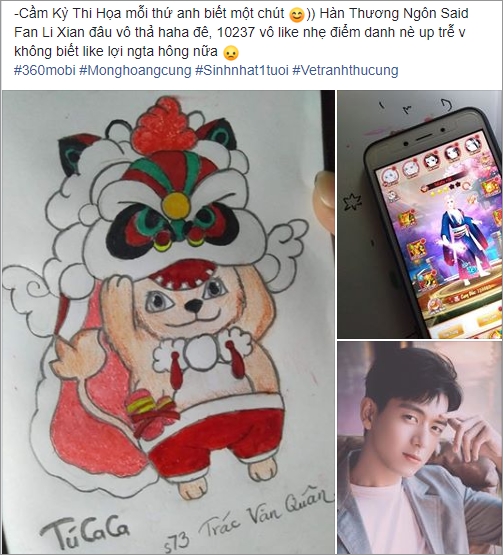 -Cầm Kỳ Thi Họa mỗi thứ anh biết một chút 😊)) Hàn Thương Ngôn Said
Fan Li Xian đâu vô thả haha đê, 10237 vô like nhẹ điểm danh nè up trễ v
không biết like lợi ngta hông nữa 😟
#360mobi #Monghoangcung #Sinhnhat1tuoi #Vetranhthucung
TúCaCa
s73 Trác Vân Quân